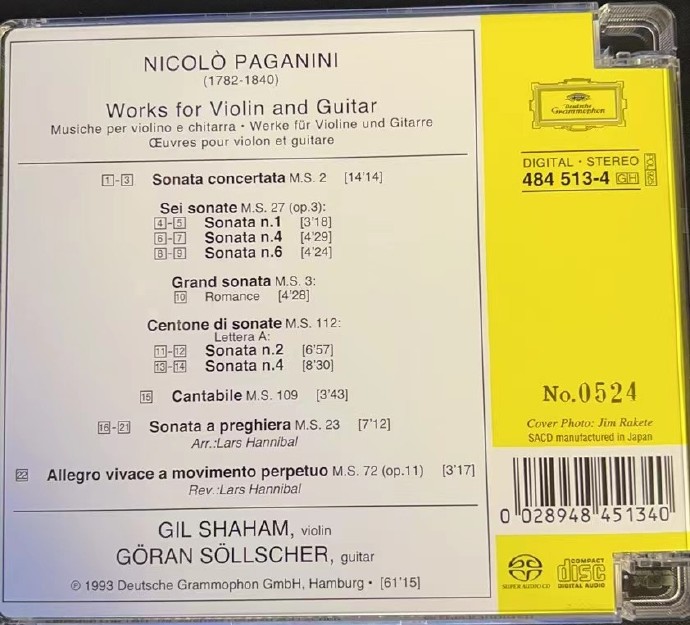 NICOLÒ PAGANINI
(1782-1840)
Works for Violin and Guitar
Musiche per violino e chitarra • Werke für Violine und Gitarre
Œuvres pour violon et guitare
1-3 Sonata concertata M.S. 2 [14'14]
Sei sonate M.S. 27 (op.3):
4-5 Sonata n.1 [3'18]
6-7 Sonata n.4 [4'29]
8-9 Sonata n.6 [4'24]
Grand sonata M.S. 3:
10 Romance [4'28]
Centone di sonate M.S. 112:
Lettera A:
11-12 Sonata n.2 [6'57]
13-14 Sonata n.4 [8'30]
15 Cantabile M.S. 109 [3'43]
16-21 Sonata a preghiera M.S. 23 [7'12]
Arr.:Lars Hannibal
22 Allegro vivace a movimento perpetuo M.S. 72 (op.11) [3'17]
Rev.:Lars Hannibal
GIL SHAHAM, violin
GÖRAN SÖLLSCHER, guitar
℗ 1993 Deutsche Grammophon GmbH, Hamburg • [61'15]
Deutsche
Grammophon
DIGITAL • STEREO
484 513-4 GH
No.0524
Cover Photo: Jim Rakete
SACD manufactured in Japan
0 028948 451340
SUPER AUDIO CD
COMPACT
disc
DIGITAL AUDIO